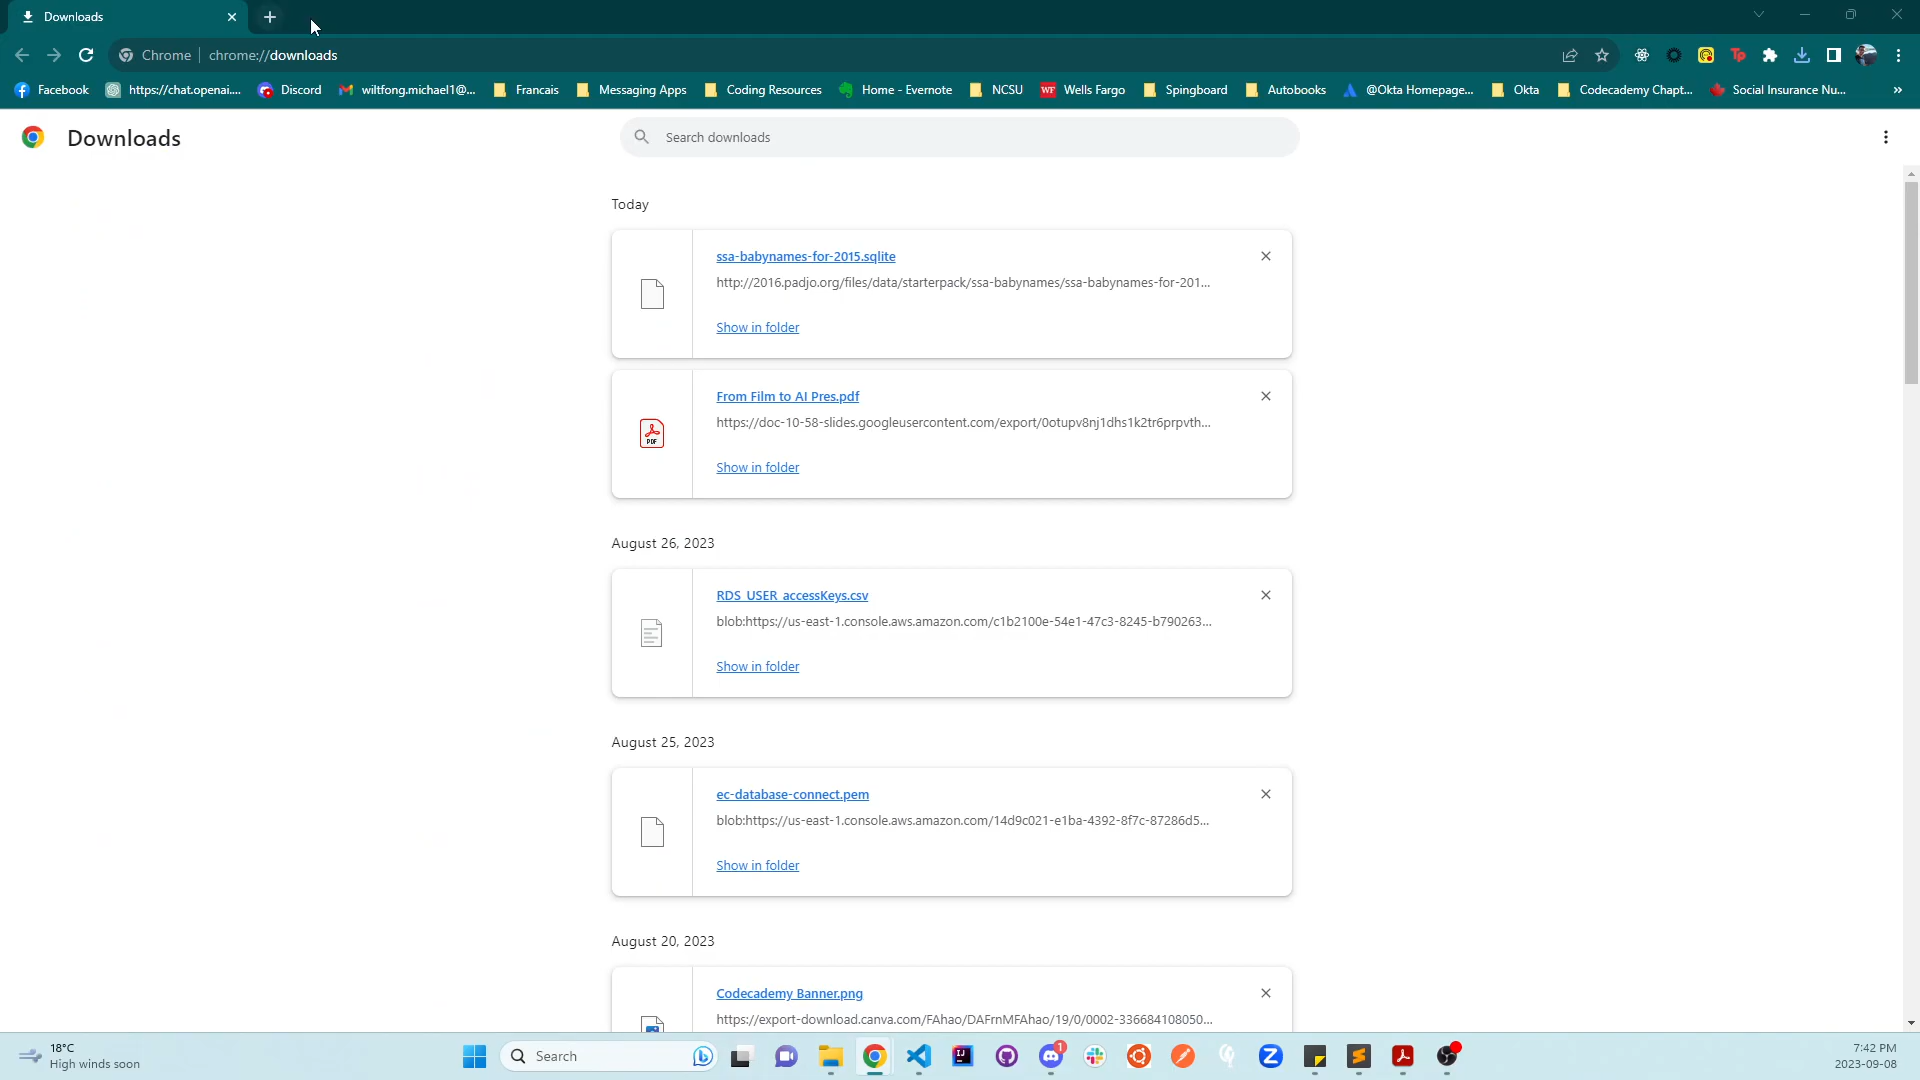 Downloads
Chrome chrome://downloads
Facebook https://chat.openai.... Discord wiltfong.michael1@... Francais Messaging Apps Coding Resources Home - Evernote NCSU WF Wells Fargo Spingboard Autobooks @Okta Homepage... Okta Codecademy Chapt... Social Insurance Nu... »
Downloads
Search downloads
Today
ssa-babynames-for-2015.sqlite
http://2016.padjo.org/files/data/starterpack/ssa-babynames/ssa-babynames-for-201...
Show in folder
From Film to AI Pres.pdf
https://doc-10-58-slides.googleusercontent.com/export/0otupv8nj1dhs1k2tr6prpvth...
PDF
Show in folder
August 26, 2023
RDS_USER_accessKeys.csv
blob:https://us-east-1.console.aws.amazon.com/c1b2100e-54e1-47c3-8245-b790263...
Show in folder
August 25, 2023
ec-database-connect.pem
blob:https://us-east-1.console.aws.amazon.com/14d9c021-e1ba-4392-8f7c-87286d5...
Show in folder
August 20, 2023
Codecademy Banner.png
https://export-download.canva.com/FAhao/DAFrnMFAhao/19/0/0002-336684108050...
18°C
High winds soon
Search
1
7:42 PM
2023-09-08